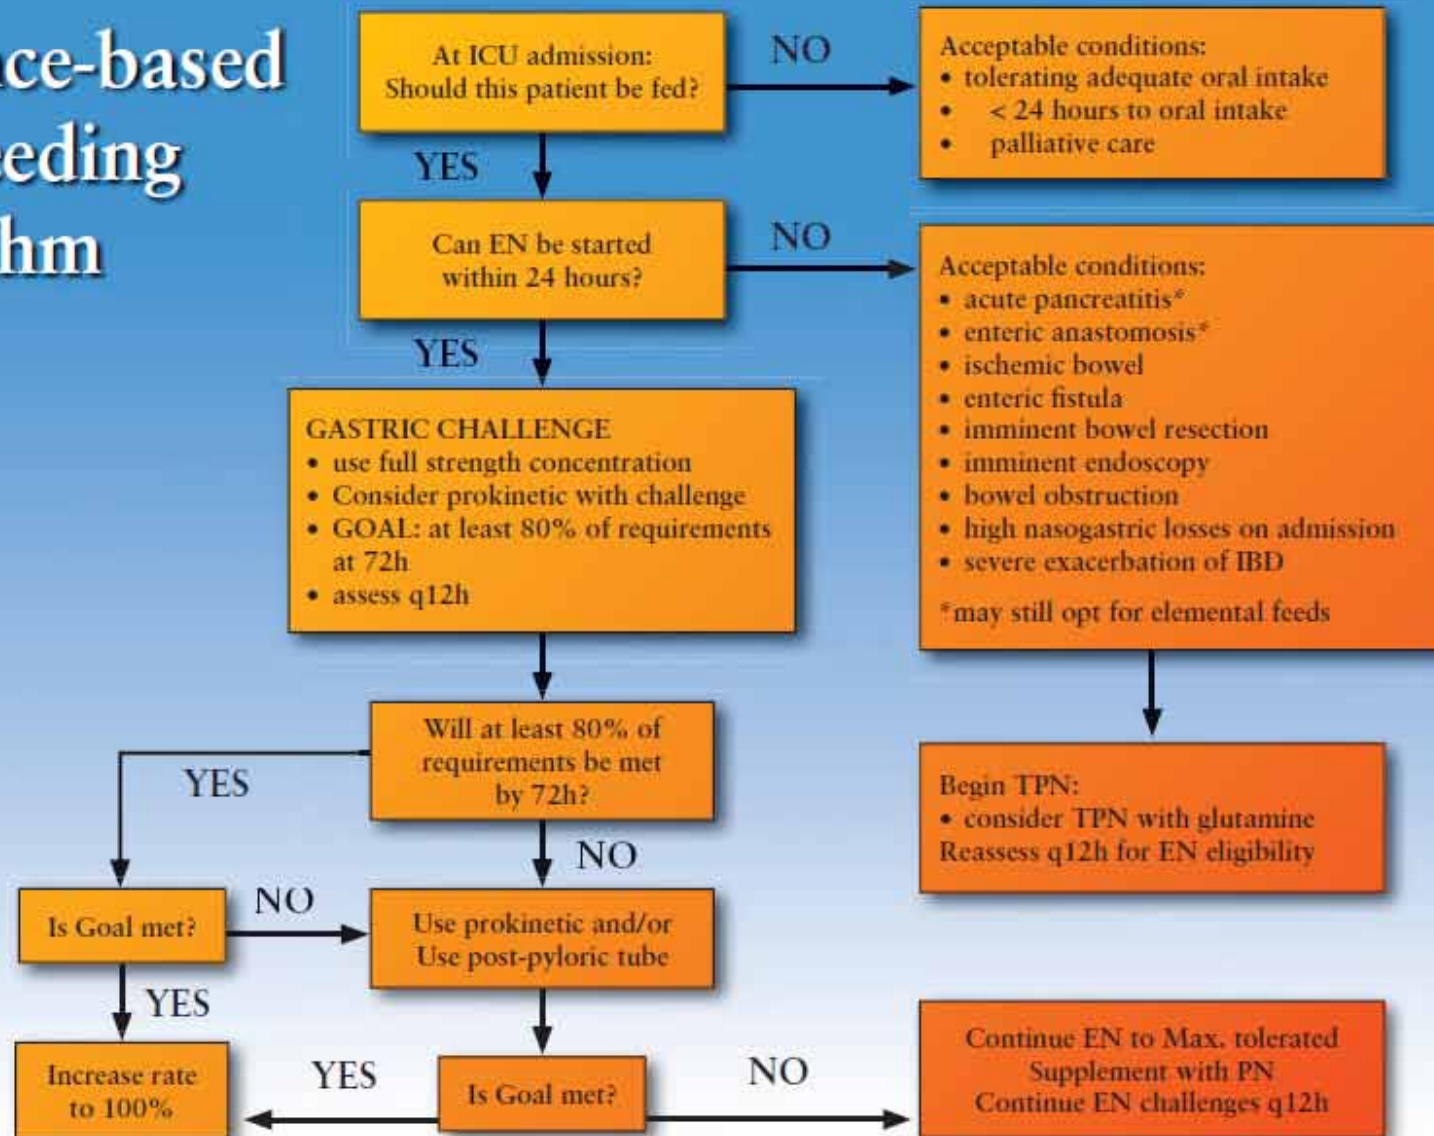 nce-based
eeding
hm
At ICU admission:
Should this patient be fed?
NO
Acceptable conditions:
• tolerating adequate oral intake
• < 24 hours to oral intake
• palliative care
YES
Can EN be started
within 24 hours?
NO
Acceptable conditions:
• acute pancreatitis*
• enteric anastomosis*
• ischemic bowel
• enteric fistula
• imminent bowel resection
• imminent endoscopy
• bowel obstruction
• high nasogastric losses on admission
• severe exacerbation of IBD
*may still opt for elemental feeds
YES
GASTRIC CHALLENGE
• use full strength concentration
• Consider prokinetic with challenge
• GOAL: at least 80% of requirements
at 72h
• assess q12h
Will at least 80% of
requirements be met
by 72h?
YES
NO
Begin TPN:
• consider TPN with glutamine
Reassess q12h for EN eligibility
Is Goal met?
NO
Use prokinetic and/or
Use post-pyloric tube
YES
Increase rate
to 100%
YES
Is Goal met?
NO
Continue EN to Max. tolerated
Supplement with PN
Continue EN challenges q12h